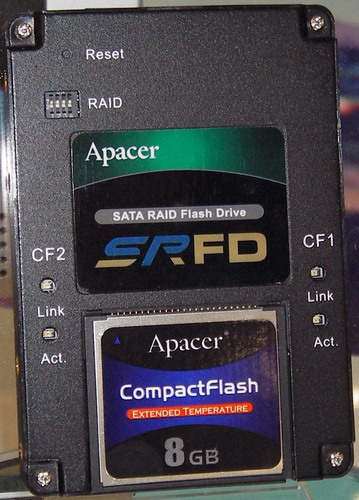 Reset
RAID
Apacer
SATA RAID Flash Drive
SRFD
CF2
CF1
Link
Link
Act.
Act.
Apacer
CompactFlash
EXTENDED TEMPERATURE
8GB